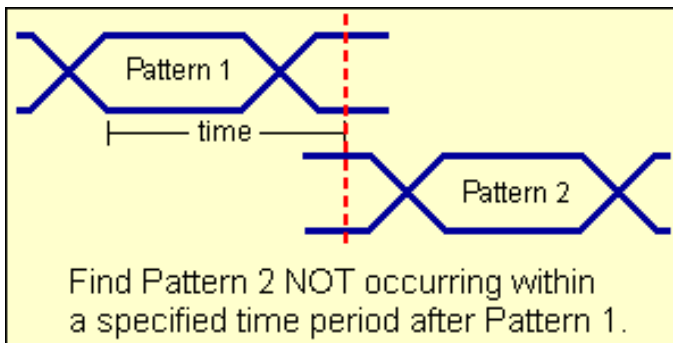 Pattern 1
time
Pattern 2
Find Pattern 2 NOT occurring within
a specified time period after Pattern 1.